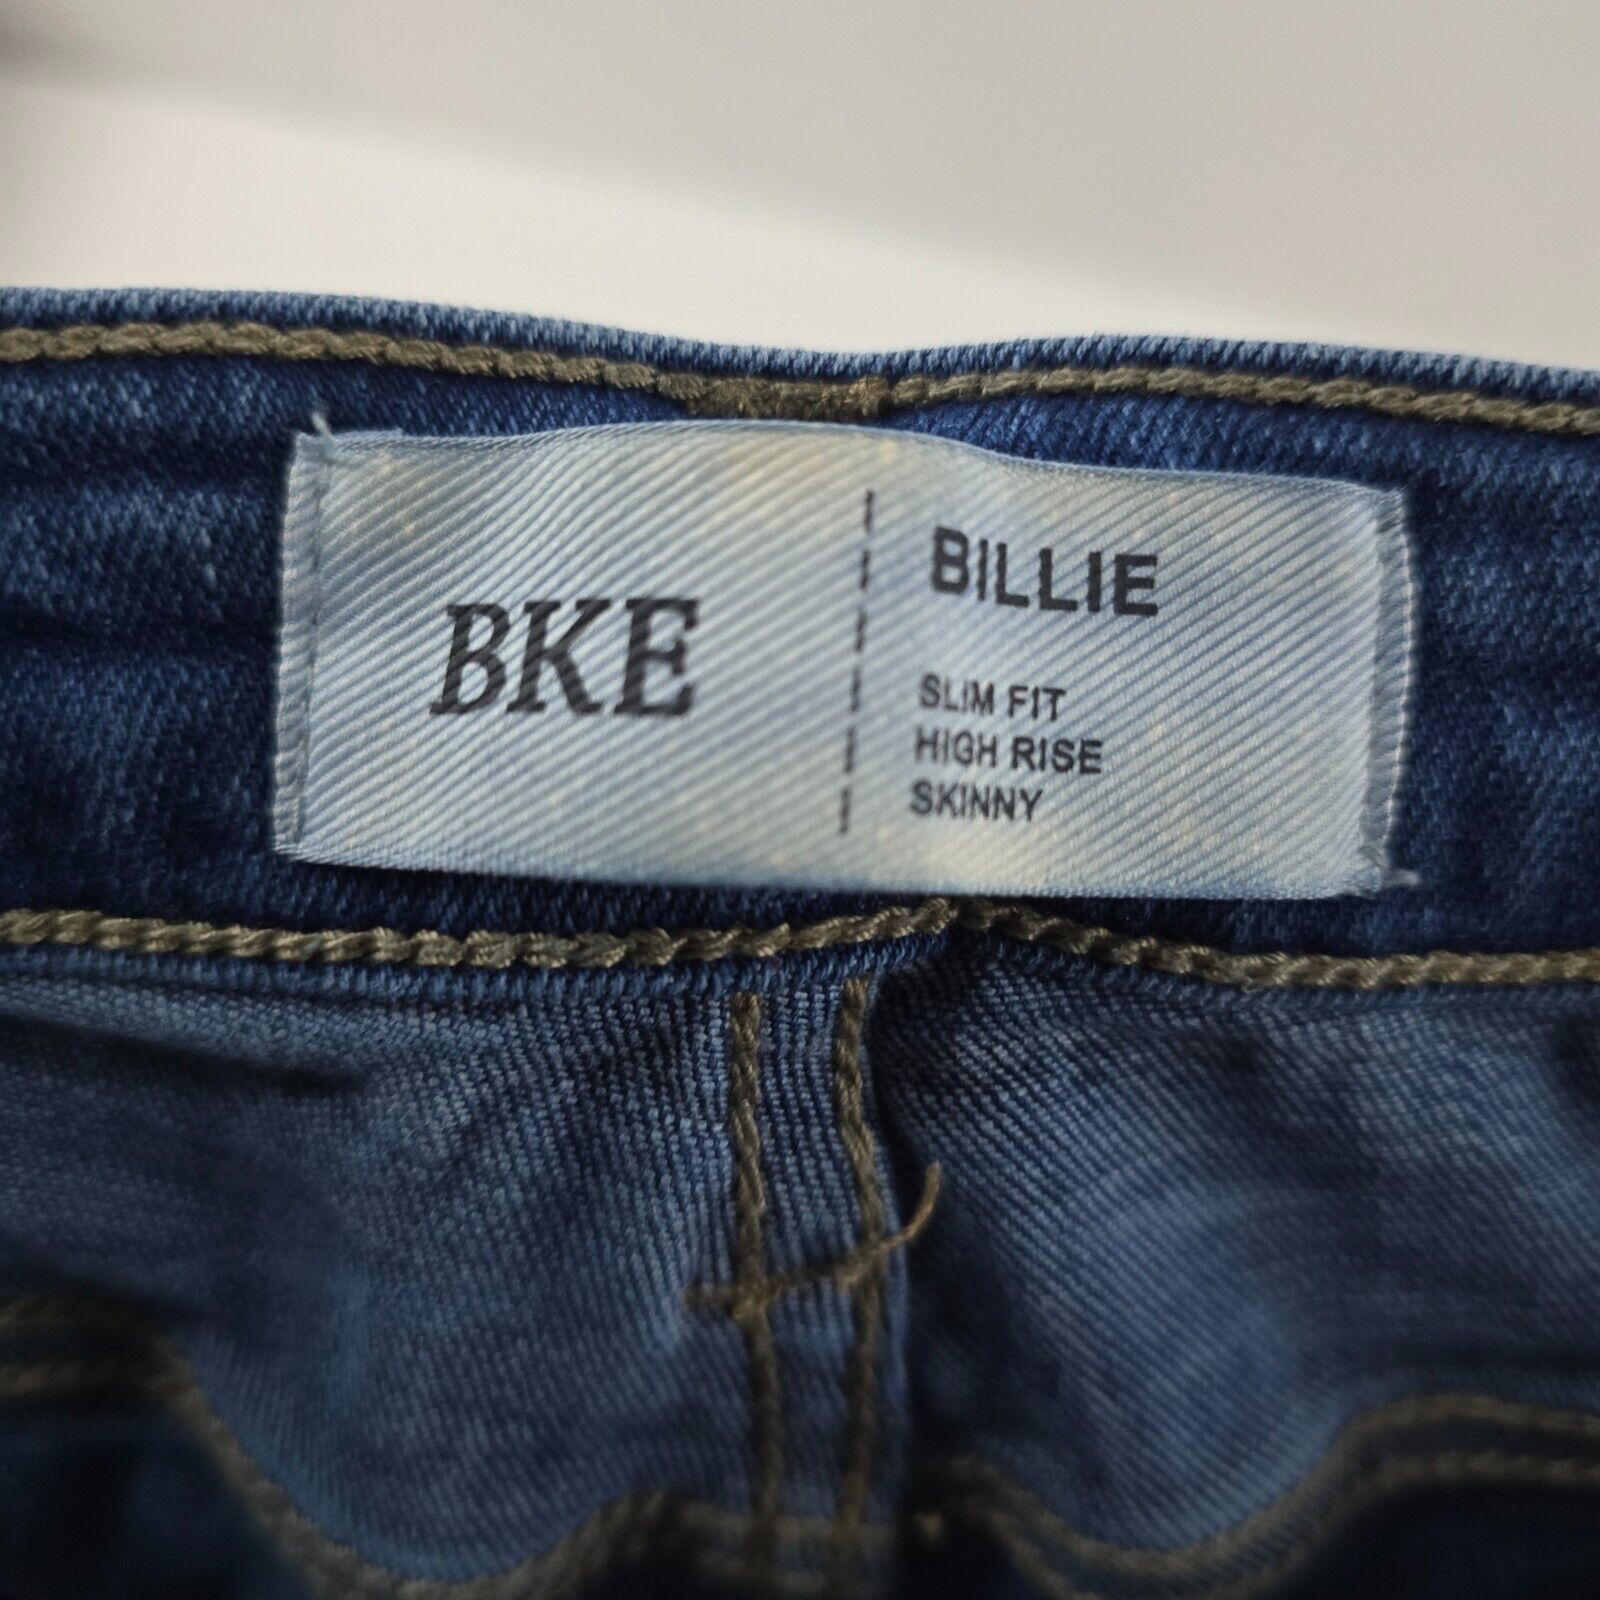 BKE
BILLIE
SLIM FIT
HIGH RISE
SKINNY